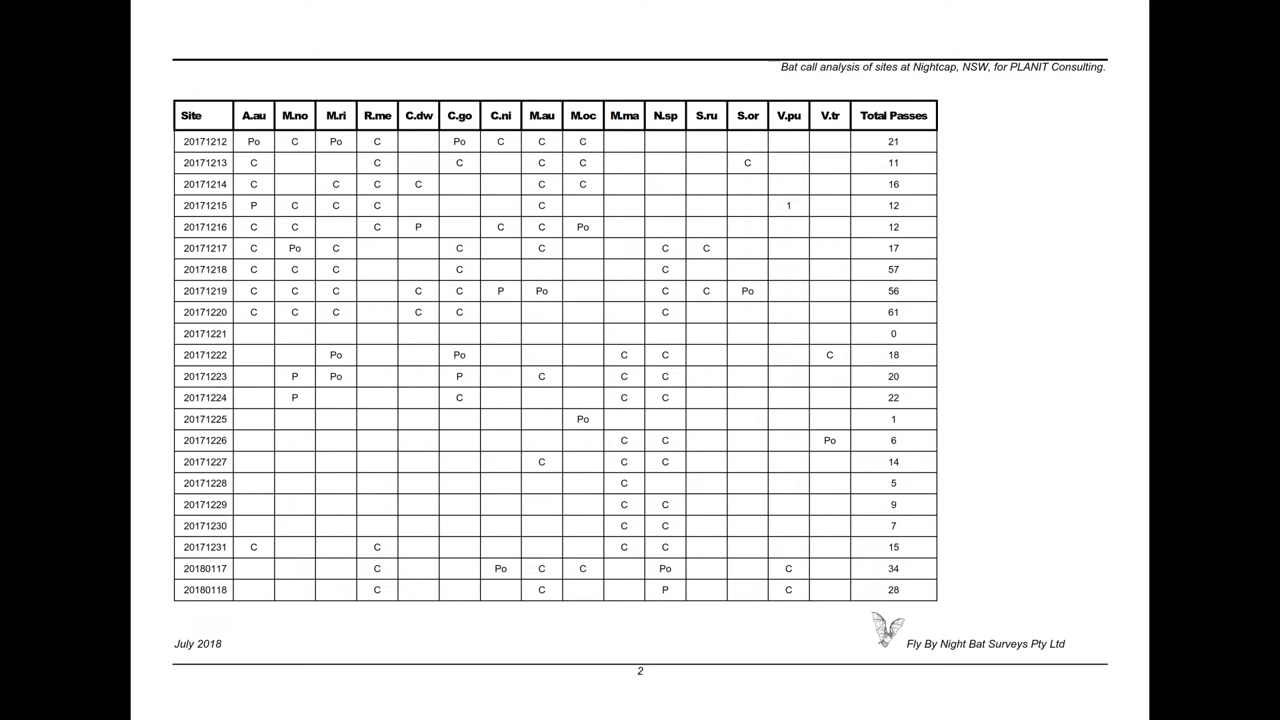 Bat call analysis of sites at Nightcap, NSW, for PLANIT Consulting.
Site A.au M.no M.ri R.me C.dw C.go C.ni M.au M.oc M.ma N.sp S.ru S.or V.pu V.tr Total Passes
20171212 Po C Po C Po C C C 21
20171213 C C C C C C 11
20171214 C C C C C C 16
20171215 P C C C C 1 12
20171216 C C C P C C Po 12
20171217 C Po C C C C C 17
20171218 C C C C C 57
20171219 C C C C C P Po C C Po 56
20171220 C C C C C C 61
20171221 0
20171222 Po Po C C C 18
20171223 P Po P C C C 20
20171224 P C C C 22
20171225 Po 1
20171226 C C Po 6
20171227 C C C 14
20171228 C 5
20171229 C C 9
20171230 C C 7
20171231 C C C C 15
20180117 C Po C C Po C 34
20180118 C C P C 28
July 2018
Fly By Night Bat Surveys Pty Ltd
2